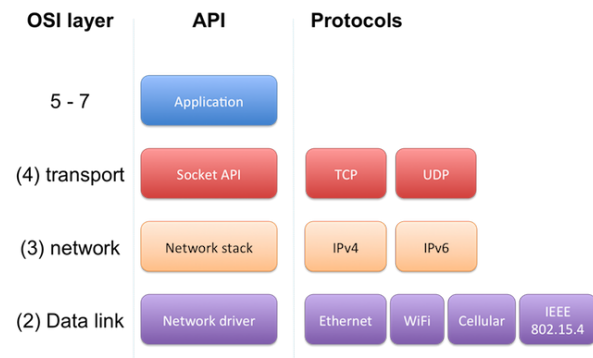 OSI layer API Protocols
5 - 7 Application
(4) transport Socket API TCP UDP
(3) network Network stack IPv4 IPv6
(2) Data link Network driver Ethernet WiFi Cellular IEEE
802.15.4